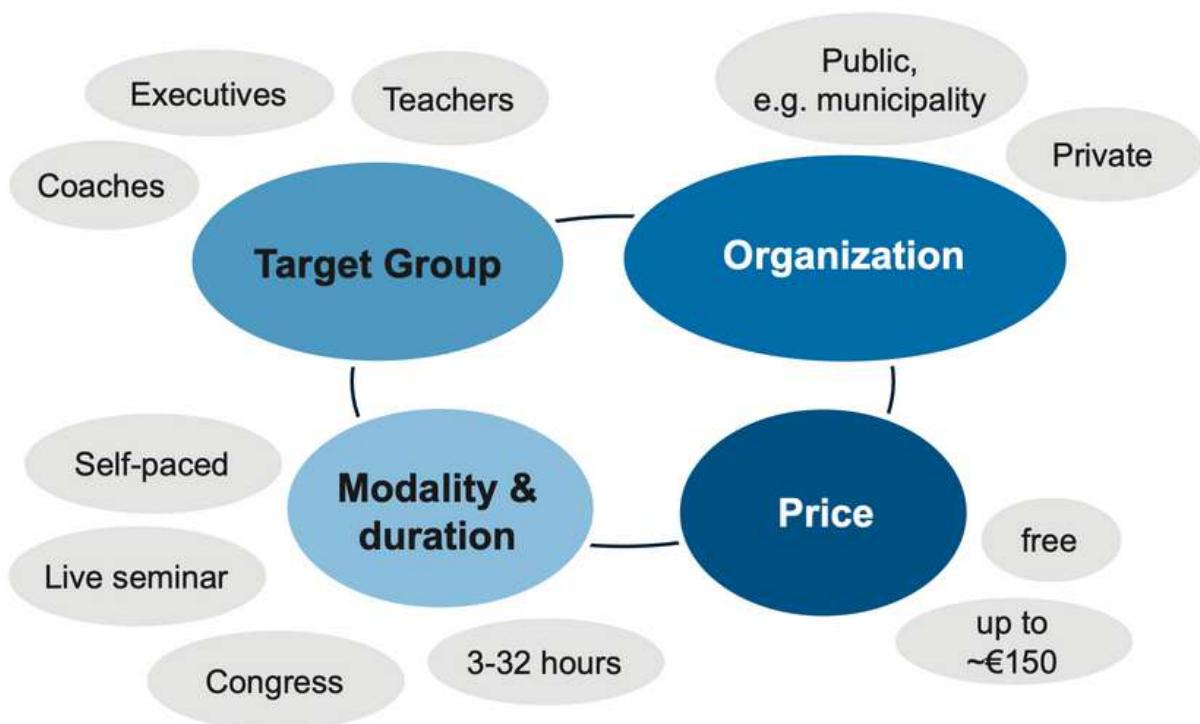 Executives
Teachers
Coaches
Target Group
Public,
e.g. municipality
Private
Organization
Self-paced
Live seminar
Congress
3-32 hours
Modality &
duration
Price
free
up to
~€150